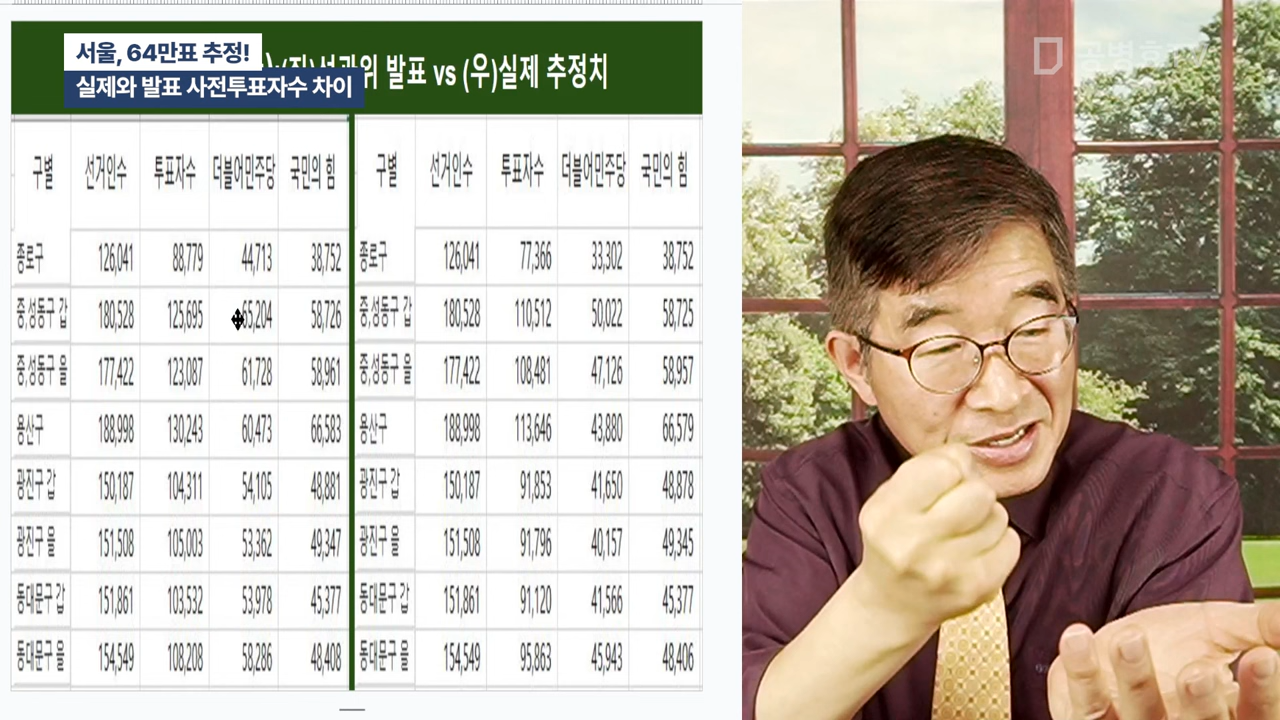 서울, 64만표 추정!
실제와 발표 사전투표자수 차이
위 발표 vs (우)실제 추정치
구별 선거인수 투표자수 더불어민주당 국민의 힘 구별 선거인수 투표자수 더불어민주당 국민의 힘
종로구 126,041 88,779 44,713 38,752 종로구 126,041 77,366 33,302 38,752
중,성동구 갑 180,528 125,695 65,204 58,726 중,성동구 갑 180,528 110,512 50,022 58,725
중,성동구 을 177,422 123,087 61,728 58,961 중,성동구 을 177,422 108,481 47,126 58,957
용산구 188,998 130,243 60,473 66,583 용산구 188,998 113,646 43,880 66,579
광진구 갑 150,187 104,311 54,105 48,881 광진구 갑 150,187 91,853 41,650 48,878
광진구 을 151,508 105,003 53,362 49,347 광진구 을 151,508 91,796 40,157 49,345
동대문구 갑 151,861 103,532 53,978 45,377 동대문구 갑 151,861 91,120 41,566 45,377
동대문구 을 154,549 108,208 58,286 48,408 동대문구 을 154,549 95,863 45,943 48,406